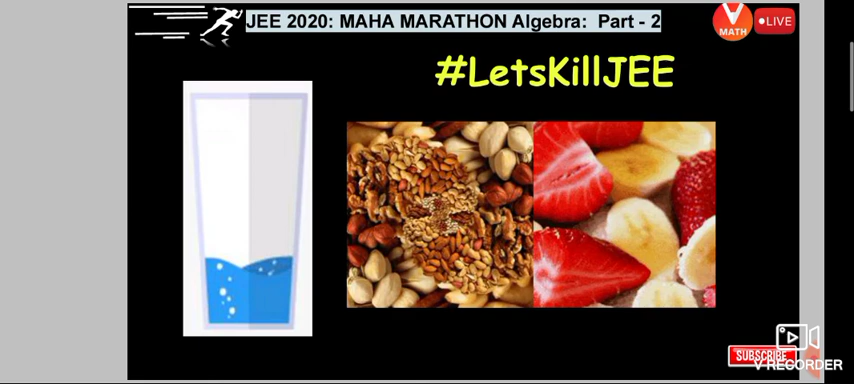 JEE 2020: MAHA MARATHON Algebra: Part - 2
V
MATH
LIVE
#LetsKillJEE
SUBSCRIBE
V RECORDER